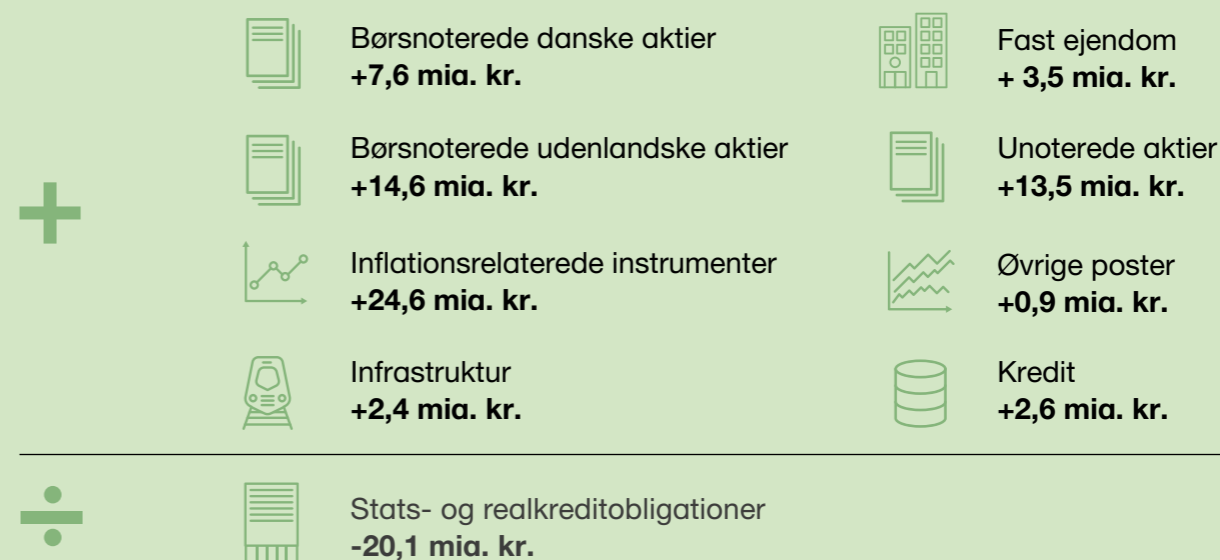 Børsnoterede danske aktier
+7,6 mia. kr.
Fast ejendom
+ 3,5 mia. kr.
Børsnoterede udenlandske aktier
+14,6 mia. kr.
Unoterede aktier
+13,5 mia. kr.
Inflationsrelaterede instrumenter
+24,6 mia. kr.
Øvrige poster
+0,9 mia. kr.
Infrastruktur
+2,4 mia. kr.
Kredit
+2,6 mia. kr.
Stats- og realkreditobligationer
-20,1 mia. kr.